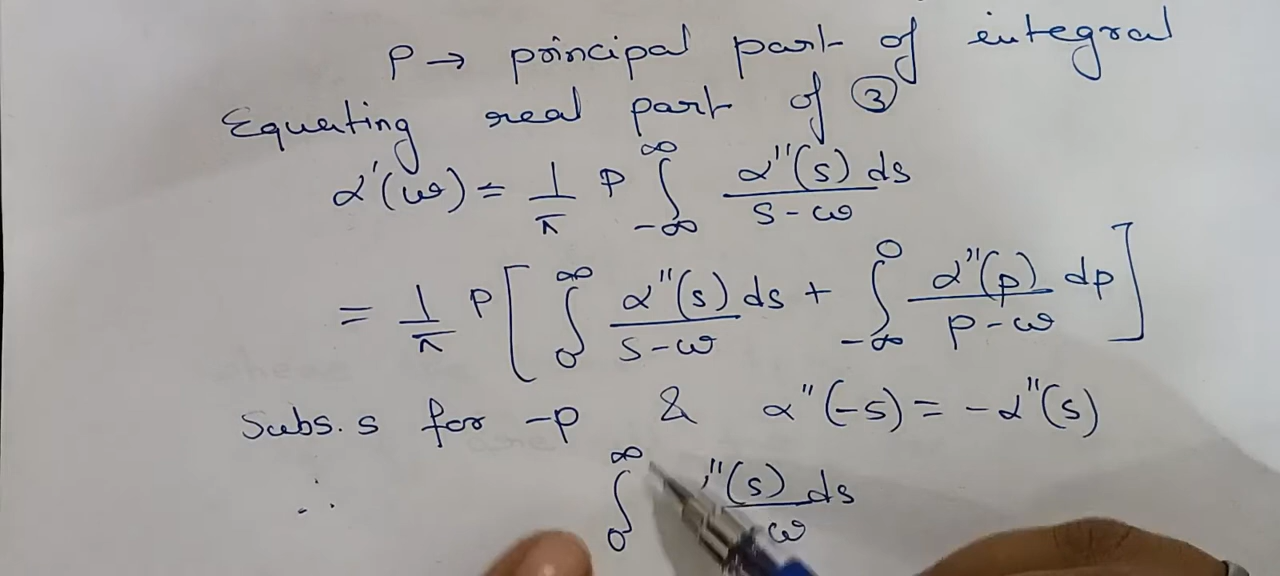 P → principal part of integral
Equating real part of ③
α'(ω) = 1/π P ∫_{-∞}^{∞} α''(s) ds / s-ω
= 1/π P [ ∫_{0}^{∞} α''(s) ds / s-ω + ∫_{-∞}^{0} α''(p) dp / p-ω ]
Subs. s for -p & α''(-s) = -α''(s)
∴ ∫_{0}^{∞} ''(s) ds / ω